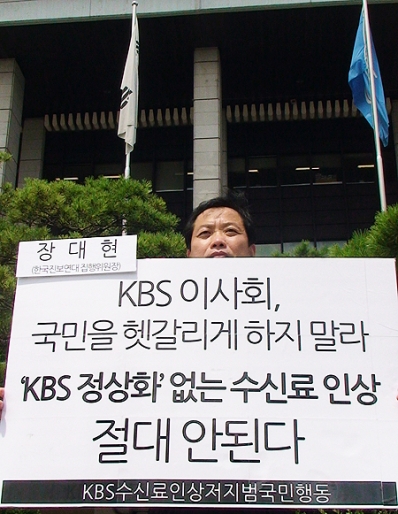 장 대 현
(한국진보연대 집행위원장)
KBS 이사회,
국민을 헷갈리게 하지 말라
‘KBS 정상화’ 없는 수신료 인상
절대 안된다
KBS수신료인상저지범국민행동